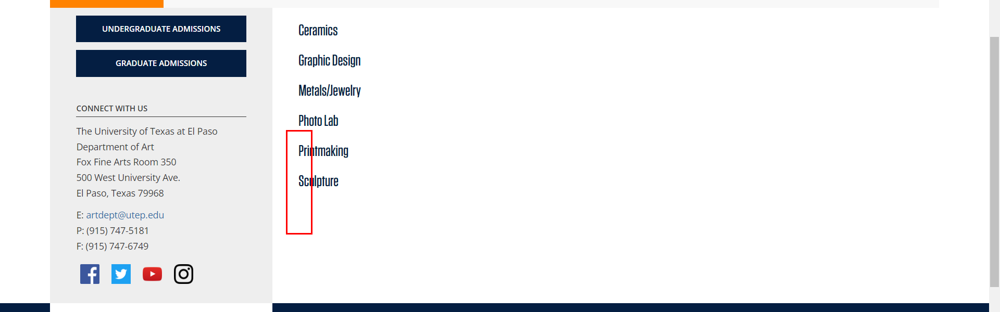 UNDERGRADUATE ADMISSIONS
GRADUATE ADMISSIONS
CONNECT WITH US
The University of Texas at El Paso
Department of Art
Fox Fine Arts Room 350
500 West University Ave.
El Paso, Texas 79968
E: artdept@utep.edu
P: (915) 747-5181
F: (915) 747-6749
Ceramics
Graphic Design
Metals/Jewelry
Photo Lab
Printmaking
Sculpture